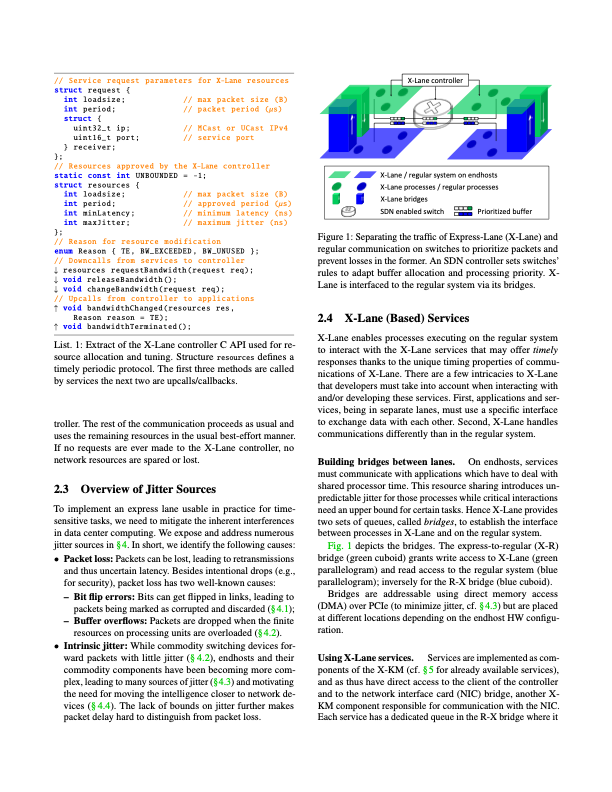 // Service request parameters for X-Lane resources
struct request {
int loadsize; // max packet size (B)
int period; // packet period (μs)
struct {
uint32_t ip; // MCast or UCast IPv4
uint16_t port; // service port
} receiver;
};
// Resources approved by the X-Lane controller
static const int UNBOUNDED = -1;
struct resources {
int loadsize; // max packet size (B)
int period; // approved period (μs)
int minLatency; // minimum latency (ns)
int maxJitter; // maximum jitter (ns)
};
// Reason for resource modification
enum Reason { TE, BW_EXCEEDED, BW_UNUSED };
// Downcalls from services to controller
↓ resources requestBandwidth(request req);
↓ void releaseBandwidth();
↓ void changeBandwidth(request req);
// Upcalls from controller to applications
↑ void bandwidthChanged(resources res,
Reason reason = TE);
↑ void bandwidthTerminated();
List. 1: Extract of the X-Lane controller C API used for re-
source allocation and tuning. Structure resources defines a
timely periodic protocol. The first three methods are called
by services the next two are upcalls/callbacks.
troller. The rest of the communication proceeds as usual and
uses the remaining resources in the usual best-effort manner.
If no requests are ever made to the X-Lane controller, no
network resources are spared or lost.
2.3 Overview of Jitter Sources
To implement an express lane usable in practice for time-
sensitive tasks, we need to mitigate the inherent interferences
in data center computing. We expose and address numerous
jitter sources in § 4. In short, we identify the following causes:
• Packet loss: Packets can be lost, leading to retransmissions
and thus uncertain latency. Besides intentional drops (e.g.,
for security), packet loss has two well-known causes:
– Bit flip errors: Bits can get flipped in links, leading to
packets being marked as corrupted and discarded (§ 4.1);
– Buffer overflows: Packets are dropped when the finite
resources on processing units are overloaded (§ 4.2).
• Intrinsic jitter: While commodity switching devices for-
ward packets with little jitter (§ 4.2), endhosts and their
commodity components have been becoming more com-
plex, leading to many sources of jitter (§ 4.3) and motivating
the need for moving the intelligence closer to network de-
vices (§ 4.4). The lack of bounds on jitter further makes
packet delay hard to distinguish from packet loss.
X-Lane controller
X-Lane / regular system on endhosts
X-Lane processes / regular processes
X-Lane bridges
SDN enabled switch Prioritized buffer
Figure 1: Separating the traffic of Express-Lane (X-Lane) and
regular communication on switches to prioritize packets and
prevent losses in the former. An SDN controller sets switches'
rules to adapt buffer allocation and processing priority. X-
Lane is interfaced to the regular system via its bridges.
2.4 X-Lane (Based) Services
X-Lane enables processes executing on the regular system
to interact with the X-Lane services that may offer timely
responses thanks to the unique timing properties of commu-
nications of X-Lane. There are a few intricacies to X-Lane
that developers must take into account when interacting with
and/or developing these services. First, applications and ser-
vices, being in separate lanes, must use a specific interface
to exchange data with each other. Second, X-Lane handles
communications differently than in the regular system.
Building bridges between lanes. On endhosts, services
must communicate with applications which have to deal with
shared processor time. This resource sharing introduces un-
predictable jitter for those processes while critical interactions
need an upper bound for certain tasks. Hence X-Lane provides
two sets of queues, called bridges, to establish the interface
between processes in X-Lane and on the regular system.
Fig. 1 depicts the bridges. The express-to-regular (X-R)
bridge (green cuboid) grants write access to X-Lane (green
parallelogram) and read access to the regular system (blue
parallelogram); inversely for the R-X bridge (blue cuboid).
Bridges are addressable using direct memory access
(DMA) over PCIe (to minimize jitter, cf. § 4.3) but are placed
at different locations depending on the endhost HW configu-
ration.
Using X-Lane services. Services are implemented as com-
ponents of the X-KM (cf. § 5 for already available services),
and as thus have direct access to the client of the controller
and to the network interface card (NIC) bridge, another X-
KM component responsible for communication with the NIC.
Each service has a dedicated queue in the R-X bridge where it